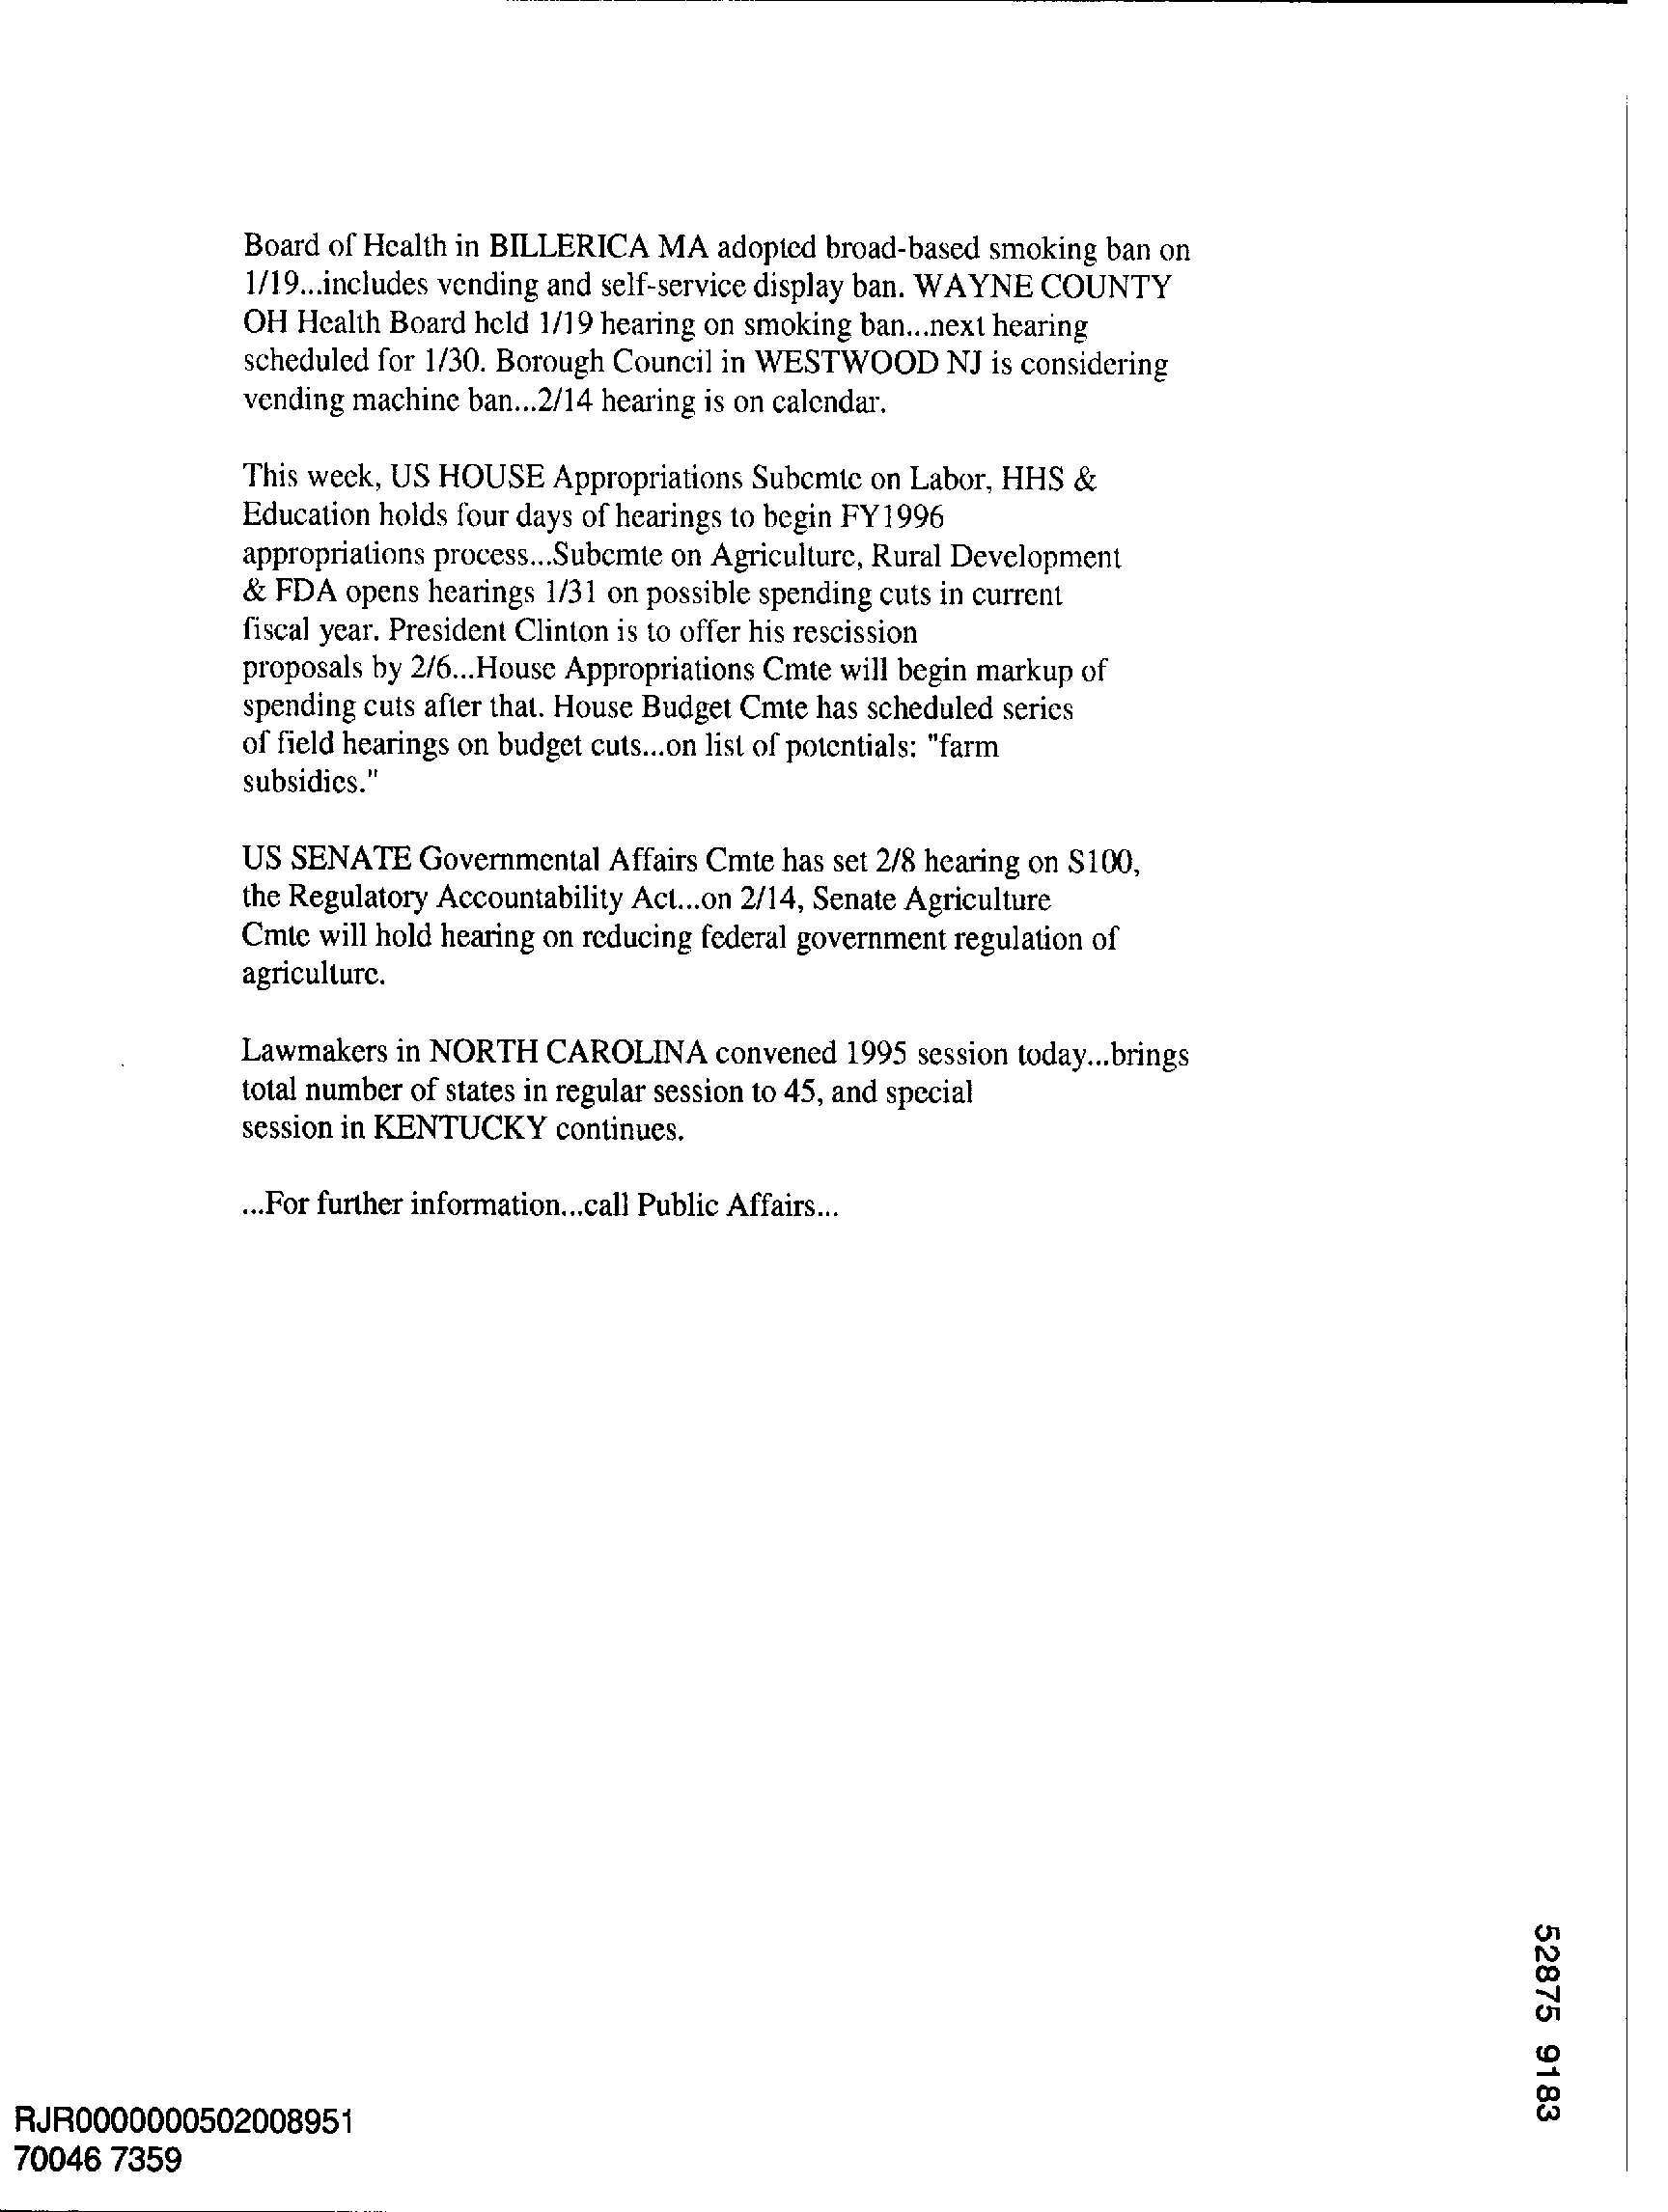 Board of Health in BILLERICA MA adopted broad-based smoking ban on
1/19...includes vending and self-service display ban. WAYNE COUNTY
OH Health Board held 1/19 hearing on smoking ban...next hearing
scheduled for 1/30. Borough Council in WESTWOOD NJ is considering
vending machine ban...2/14 hearing is on calendar.
This week, US HOUSE Appropriations Subcmte on Labor, HHS &
Education holds four days of hearings to begin FY1996
appropriations process...Subcmte on Agriculture, Rural Development
& FDA opens hearings 1/31 on possible spending cuts in current
fiscal year. President Clinton is to offer his rescission
proposals by 2/6...House Appropriations Cmte will begin markup of
spending cuts after that. House Budget Cmte has scheduled series
of field hearings on budget cuts...on list of potentials: "farm
subsidies."
US SENATE Governmental Affairs Cmte has set 2/8 hearing on S100,
the Regulatory Accountability Act...on 2/14, Senate Agriculture
Cmte will hold hearing on reducing federal government regulation of
agriculture.
Lawmakers in NORTH CAROLINA convened 1995 session today...brings
total number of states in regular session to 45, and special
session in KENTUCKY continues.
...For further information...call Public Affairs...
52875 9183
RJR0000000502008951
70046 7359